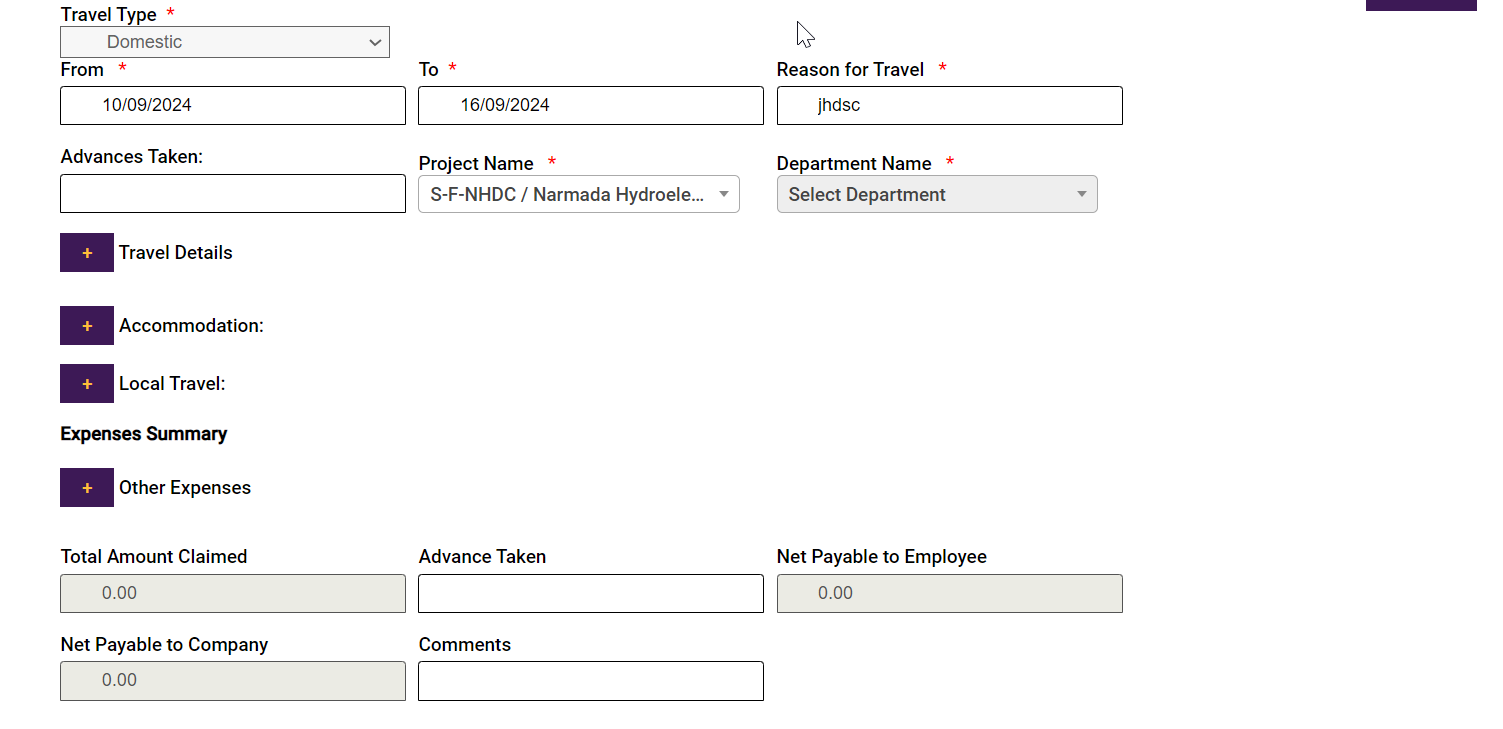 Travel Type *
Domestic
From * To * Reason for Travel *
10/09/2024 16/09/2024 jhdsc
Advances Taken: Project Name * Department Name *
S-F-NHDC / Narmada Hydroele... Select Department
+ Travel Details
+ Accommodation:
+ Local Travel:
Expenses Summary
+ Other Expenses
Total Amount Claimed Advance Taken Net Payable to Employee
0.00 0.00
Net Payable to Company Comments
0.00